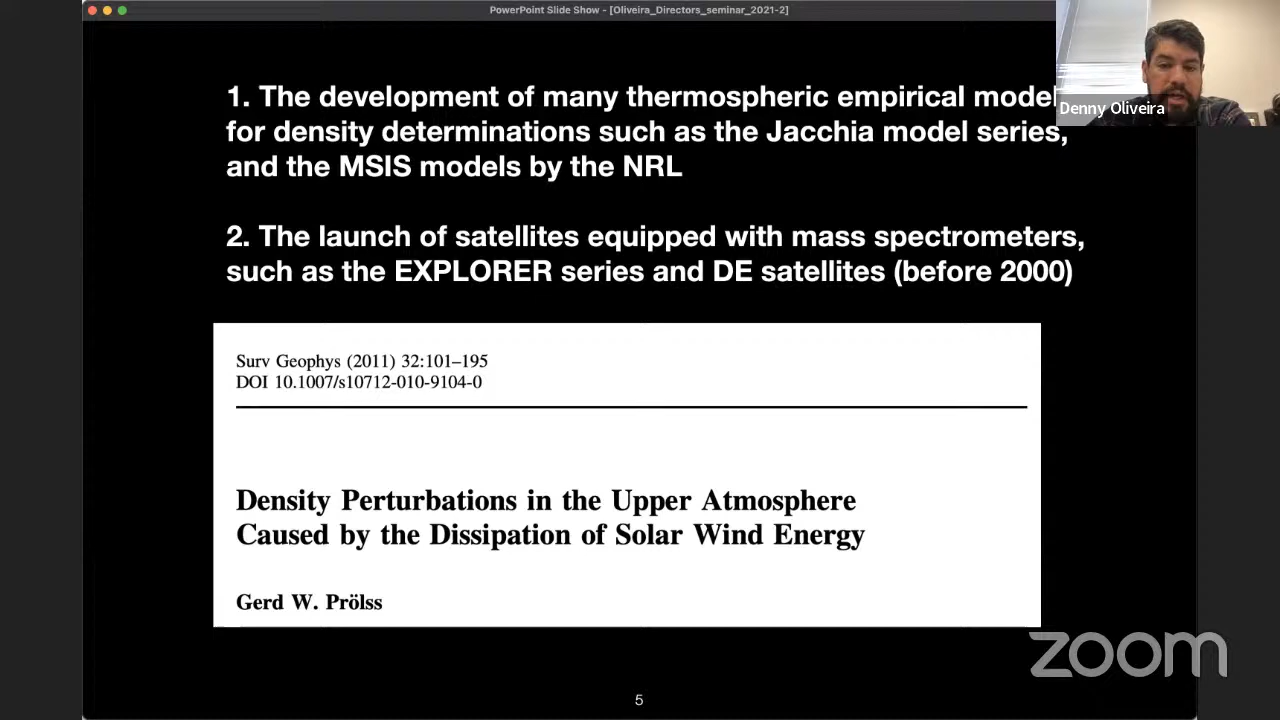 PowerPoint Slide Show - [Oliveira_Directors_seminar_2021-2]
1. The development of many thermospheric empirical model
for density determinations such as the Jacchia model series,
and the MSIS models by the NRL
Denny Oliveira
2. The launch of satellites equipped with mass spectrometers,
such as the EXPLORER series and DE satellites (before 2000)
Surv Geophys (2011) 32:101–195
DOI 10.1007/s10712-010-9104-0
Density Perturbations in the Upper Atmosphere
Caused by the Dissipation of Solar Wind Energy
Gerd W. Prölss
zoom
5